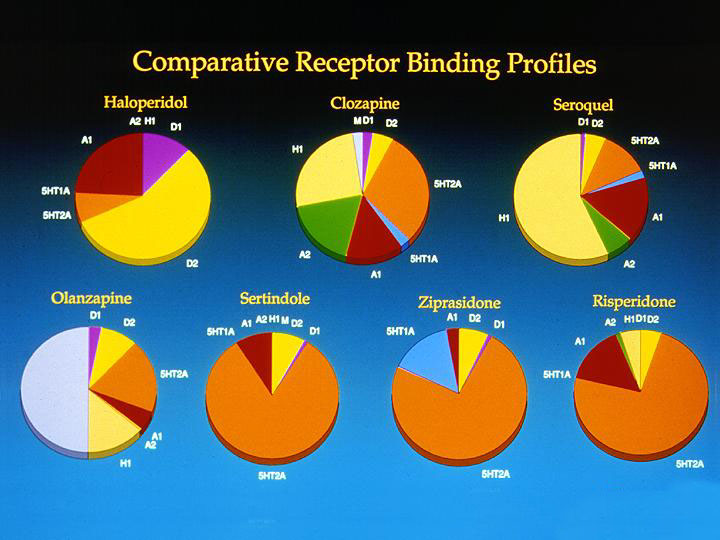 Comparative Receptor Binding Profiles
Haloperidol
A2 H1
D1
A1
5HT1A
5HT2A
D2
Clozapine
M D1
D2
H1
5HT2A
A2
5HT1A
A1
Seroquel
D1 D2
5HT2A
5HT1A
H1
A1
A2
Olanzapine
D1
D2
5HT2A
A1
A2
H1
Sertindole
A2 H1 M D2
A1
D1
5HT1A
5HT2A
Ziprasidone
A1
D2
D1
5HT1A
5HT2A
Risperidone
A2
H1 D1 D2
A1
5HT1A
5HT2A